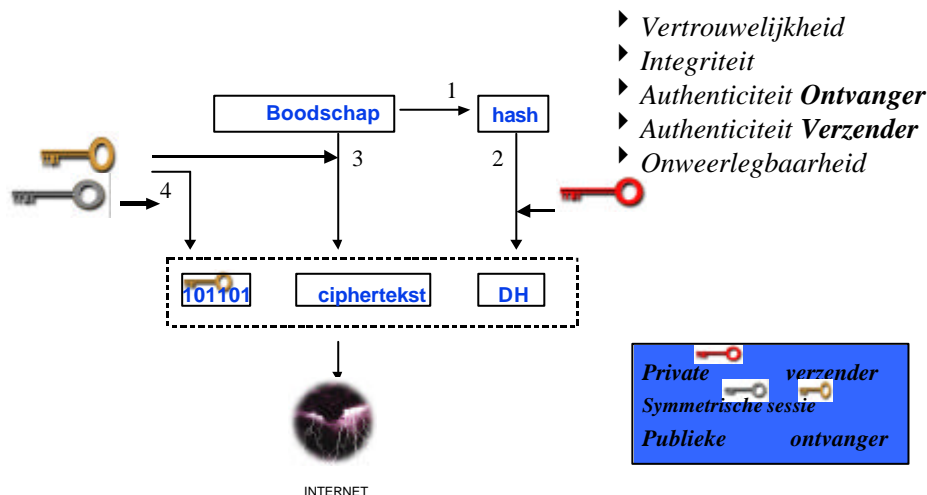 Vertrouwelijkheid
Integriteit
Authenticiteit Ontvanger
Authenticiteit Verzender
Onweerlegbaarheid
1
Boodschap
hash
3
2
4
101101
ciphertekst
DH
Private verzender
Symmetrische sessie
Publieke ontvanger
INTERNET